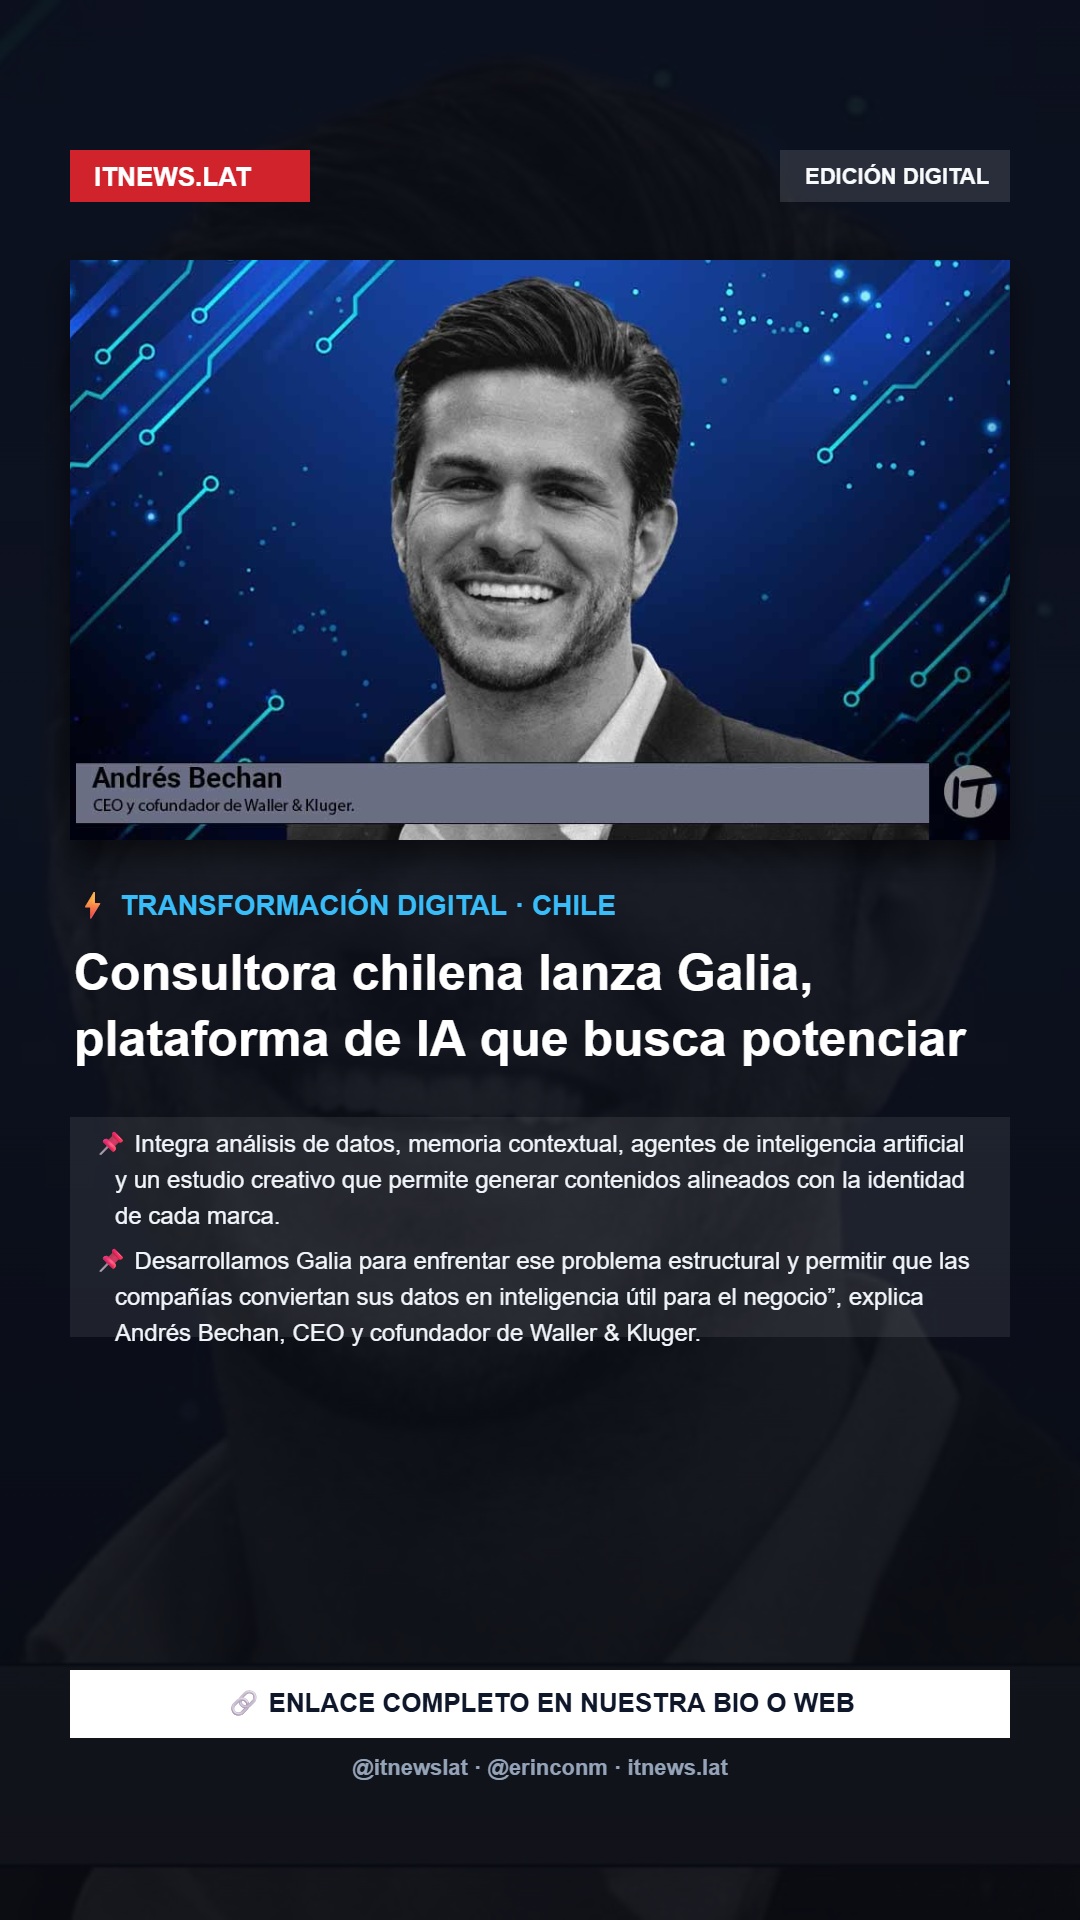 ITNEWS.LAT
EDICIÓN DIGITAL
Andrés Bechan
CEO y cofundador de Waller & Kluger.
IT
TRANSFORMACIÓN DIGITAL · CHILE
Consultora chilena lanza Galia,
plataforma de IA que busca potenciar
Integra análisis de datos, memoria contextual, agentes de inteligencia artificial
y un estudio creativo que permite generar contenidos alineados con la identidad
de cada marca.
Desarrollamos Galia para enfrentar ese problema estructural y permitir que las
compañías conviertan sus datos en inteligencia útil para el negocio”, explica
Andrés Bechan, CEO y cofundador de Waller & Kluger.
ENLACE COMPLETO EN NUESTRA BIO O WEB
@itnewslat · @erinconm · itnews.lat